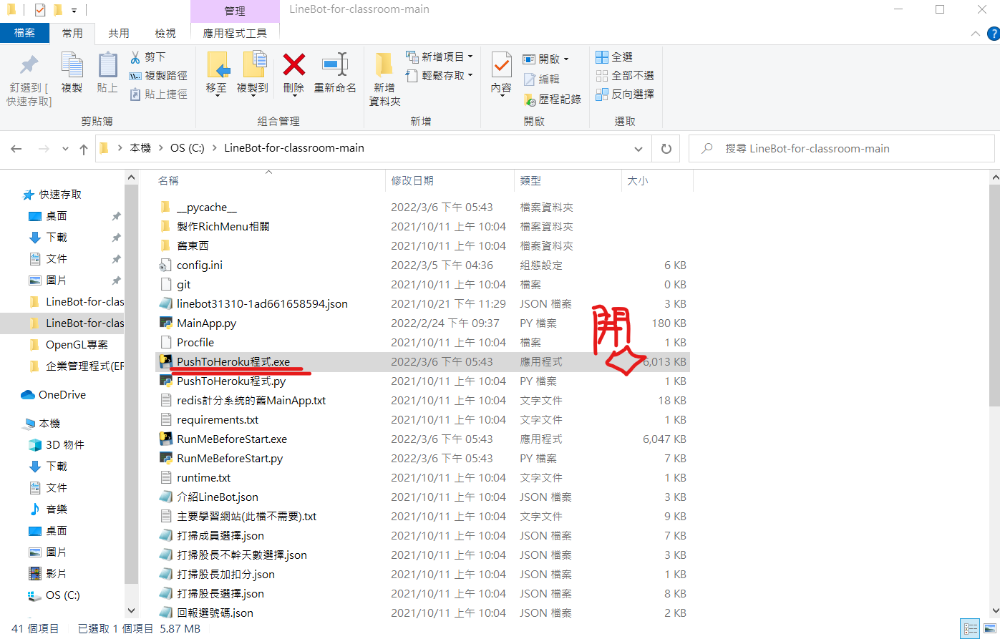 管理
LineBot-for-classroom-main
檔案
常用
共用
檢視
應用程式工具
釘選到 [
快速存取]
複製
貼上
剪下
複製路徑
貼上捷徑
剪貼簿
移至
複製到
刪除
重新命名
組合管理
新增
資料夾
新增項目
輕鬆存取
新增
內容
開啟
編輯
歷程記錄
開啟
全選
全部不選
反向選擇
選取
本機 > OS (C:) > LineBot-for-classroom-main
搜尋 LineBot-for-classroom-main
快速存取
桌面
下載
文件
圖片
LineBot-for-clas
LineBot-for-clas
OpenGL專案
企業管理程式(EF
OneDrive
本機
3D 物件
下載
文件
音樂
桌面
圖片
影片
OS (C:)
名稱 修改日期 類型 大小
__pycache__ 2022/3/6 下午 05:43 檔案資料夾
製作RichMenu相關 2021/10/11 上午 10:04 檔案資料夾
舊東西 2021/10/11 上午 10:04 檔案資料夾
config.ini 2022/3/5 下午 04:36 組態設定 6 KB
git 2021/10/11 上午 10:04 檔案 0 KB
linebot31310-1ad661658594.json 2021/10/21 下午 11:29 JSON 檔案 3 KB
MainApp.py 2022/2/24 下午 09:37 PY 檔案 180 KB
開
Procfile 2021/10/11 上午 10:04 檔案 1 KB
PushToHeroku程式.exe 2022/3/6 下午 05:43 應用程式 6,013 KB
PushToHeroku程式.py 2021/10/11 上午 10:04 PY 檔案 1 KB
redis計分系統的舊MainApp.txt 2021/10/11 上午 10:04 文字文件 18 KB
requirements.txt 2021/10/11 上午 10:04 文字文件 1 KB
RunMeBeforeStart.exe 2022/3/6 下午 05:43 應用程式 6,047 KB
RunMeBeforeStart.py 2022/3/6 下午 05:43 PY 檔案 7 KB
runtime.txt 2021/10/11 上午 10:04 文字文件 1 KB
介紹LineBot.json 2021/10/11 上午 10:04 JSON 檔案 3 KB
主要學習網站(此檔不需要).txt 2021/10/11 上午 10:04 文字文件 9 KB
打掃成員選擇.json 2021/10/11 上午 10:04 JSON 檔案 7 KB
打掃股長不幹天數選擇.json 2021/10/11 上午 10:04 JSON 檔案 3 KB
打掃股長加扣分.json 2021/10/11 上午 10:04 JSON 檔案 1 KB
打掃股長選擇.json 2021/10/11 上午 10:04 JSON 檔案 8 KB
回報選號碼.json 2021/10/11 上午 10:04 JSON 檔案 2 KB
41 個項目 已選取 1 個項目 5.87 MB